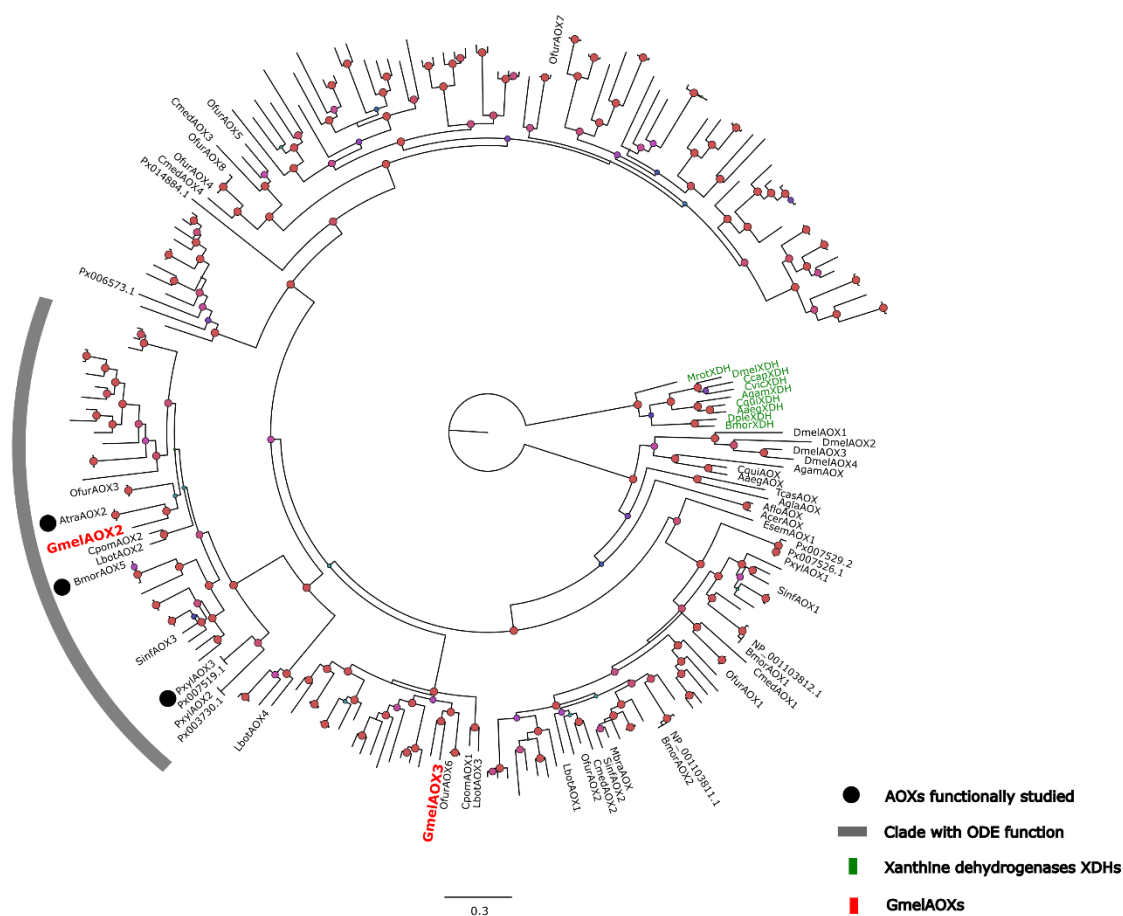 OfurAOX7
OfurAOX5
CmedAOX3
OfurAOX8
OfurAOX4
CmedAOX4
Px014884.1
Px006573.1
OfurAOX3
AtraAOX2
GmelAOX2
CpomAOX2
LbotAOX2
BmorAOX5
SinfAOX3
PxylAOX3
Px007519.1
PxylAOX2
Px003730.1
LbotAOX4
GmelAOX3
OfurAOX6
CpomAOX1
LbotAOX3
LbotAOX1
OfurAOX2
CmedAOX2
SinfAOX2
MbraAOX
BmorAOX2
NP_001103811.1
OfurAOX1
CmedAOX1
BmorAOX1
NP_001103812.1
SinfAOX1
PxylAOX1
Px007526.1
Px007529.2
EsemAOX1
AcerAOX
AfloAOX
AglaAOX
TcasAOX
AaegAOX
CquiAOX
AgamAOX
DmelAOX4
DmelAOX3
DmelAOX2
DmelAOX1
BmorXDH
DpleXDH
AaegXDH
CquiXDH
AgamXDH
CvicXDH
CcapXDH
DmelXDH
MrotXDH
AOXs functionally studied
Clade with ODE function
Xanthine dehydrogenases XDHs
GmelAOXs
0.3